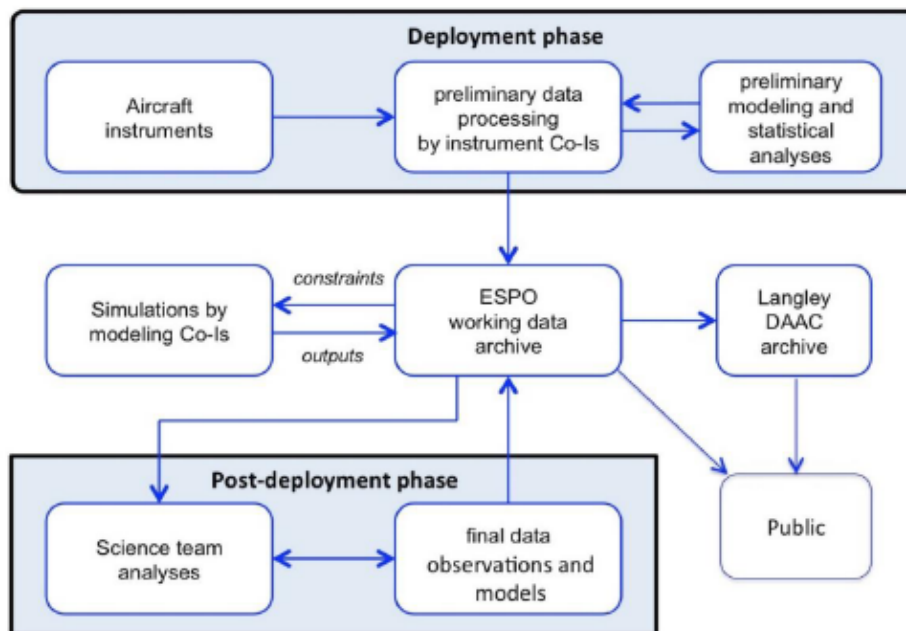 Deployment phase
Aircraft
instruments
preliminary data
processing
by instrument Co-Is
preliminary
modeling and
statistical
analyses
Simulations by
modeling Co-Is
constraints
outputs
ESPO
working data
archive
Langley
DAAC
archive
Post-deployment phase
Science team
analyses
final data
observations and
models
Public